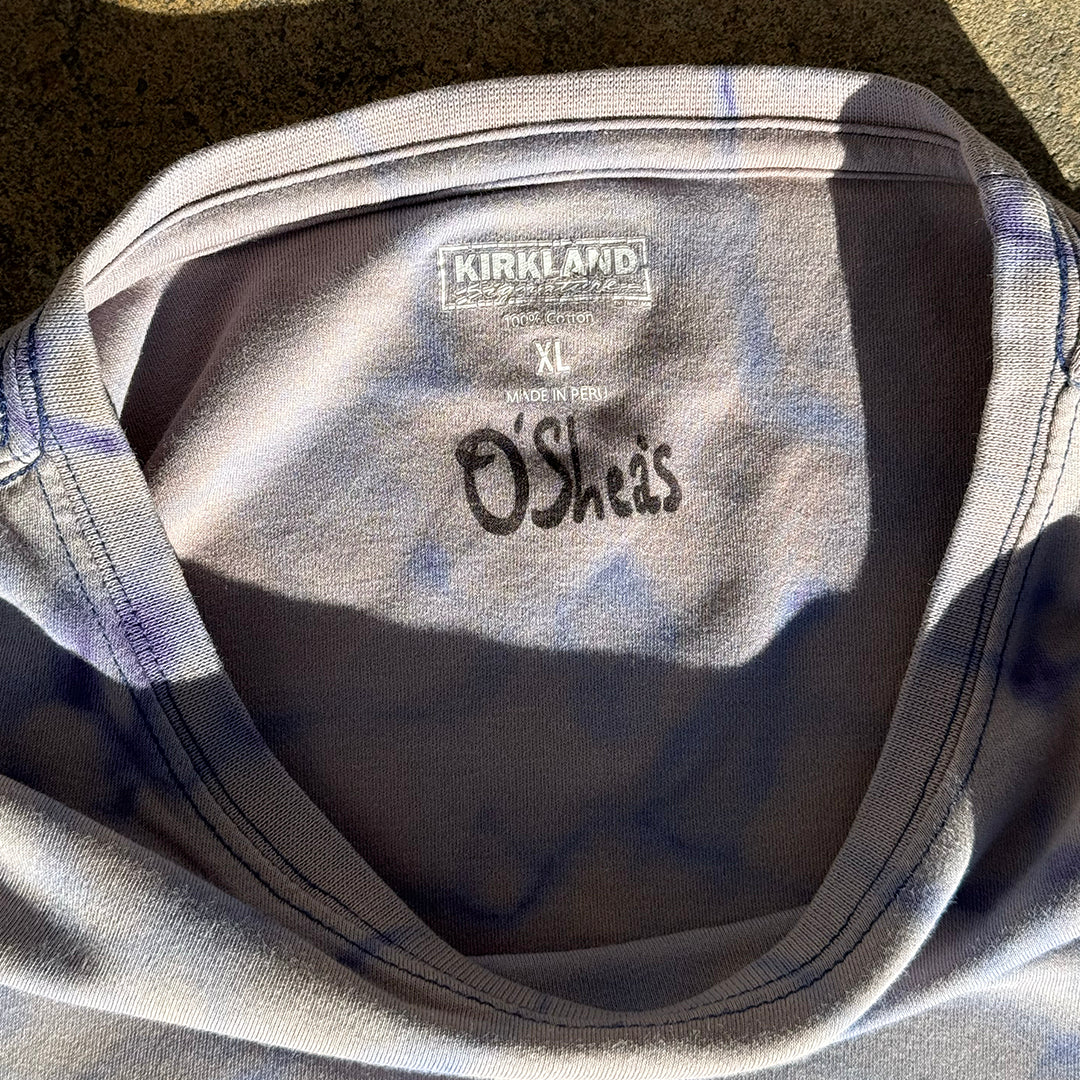 KIRKLAND
Signature
100% Cotton
XL
MADE IN PERU
O'Shea's